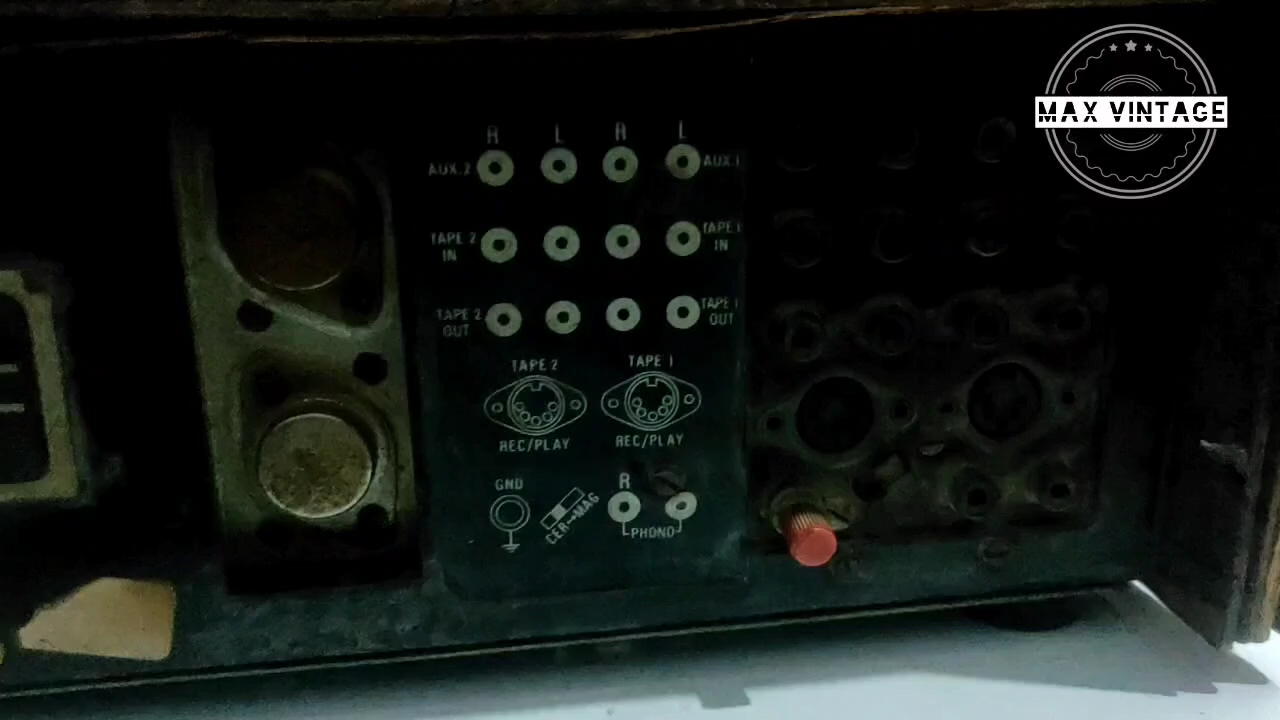 MAX VINTAGE
R L R L
AUX.2 AUX.1
TAPE 2 IN TAPE 1 IN
TAPE 2 OUT TAPE 1 OUT
TAPE 2 TAPE 1
REC/PLAY REC/PLAY
GND CER↔MAG R
PHONO